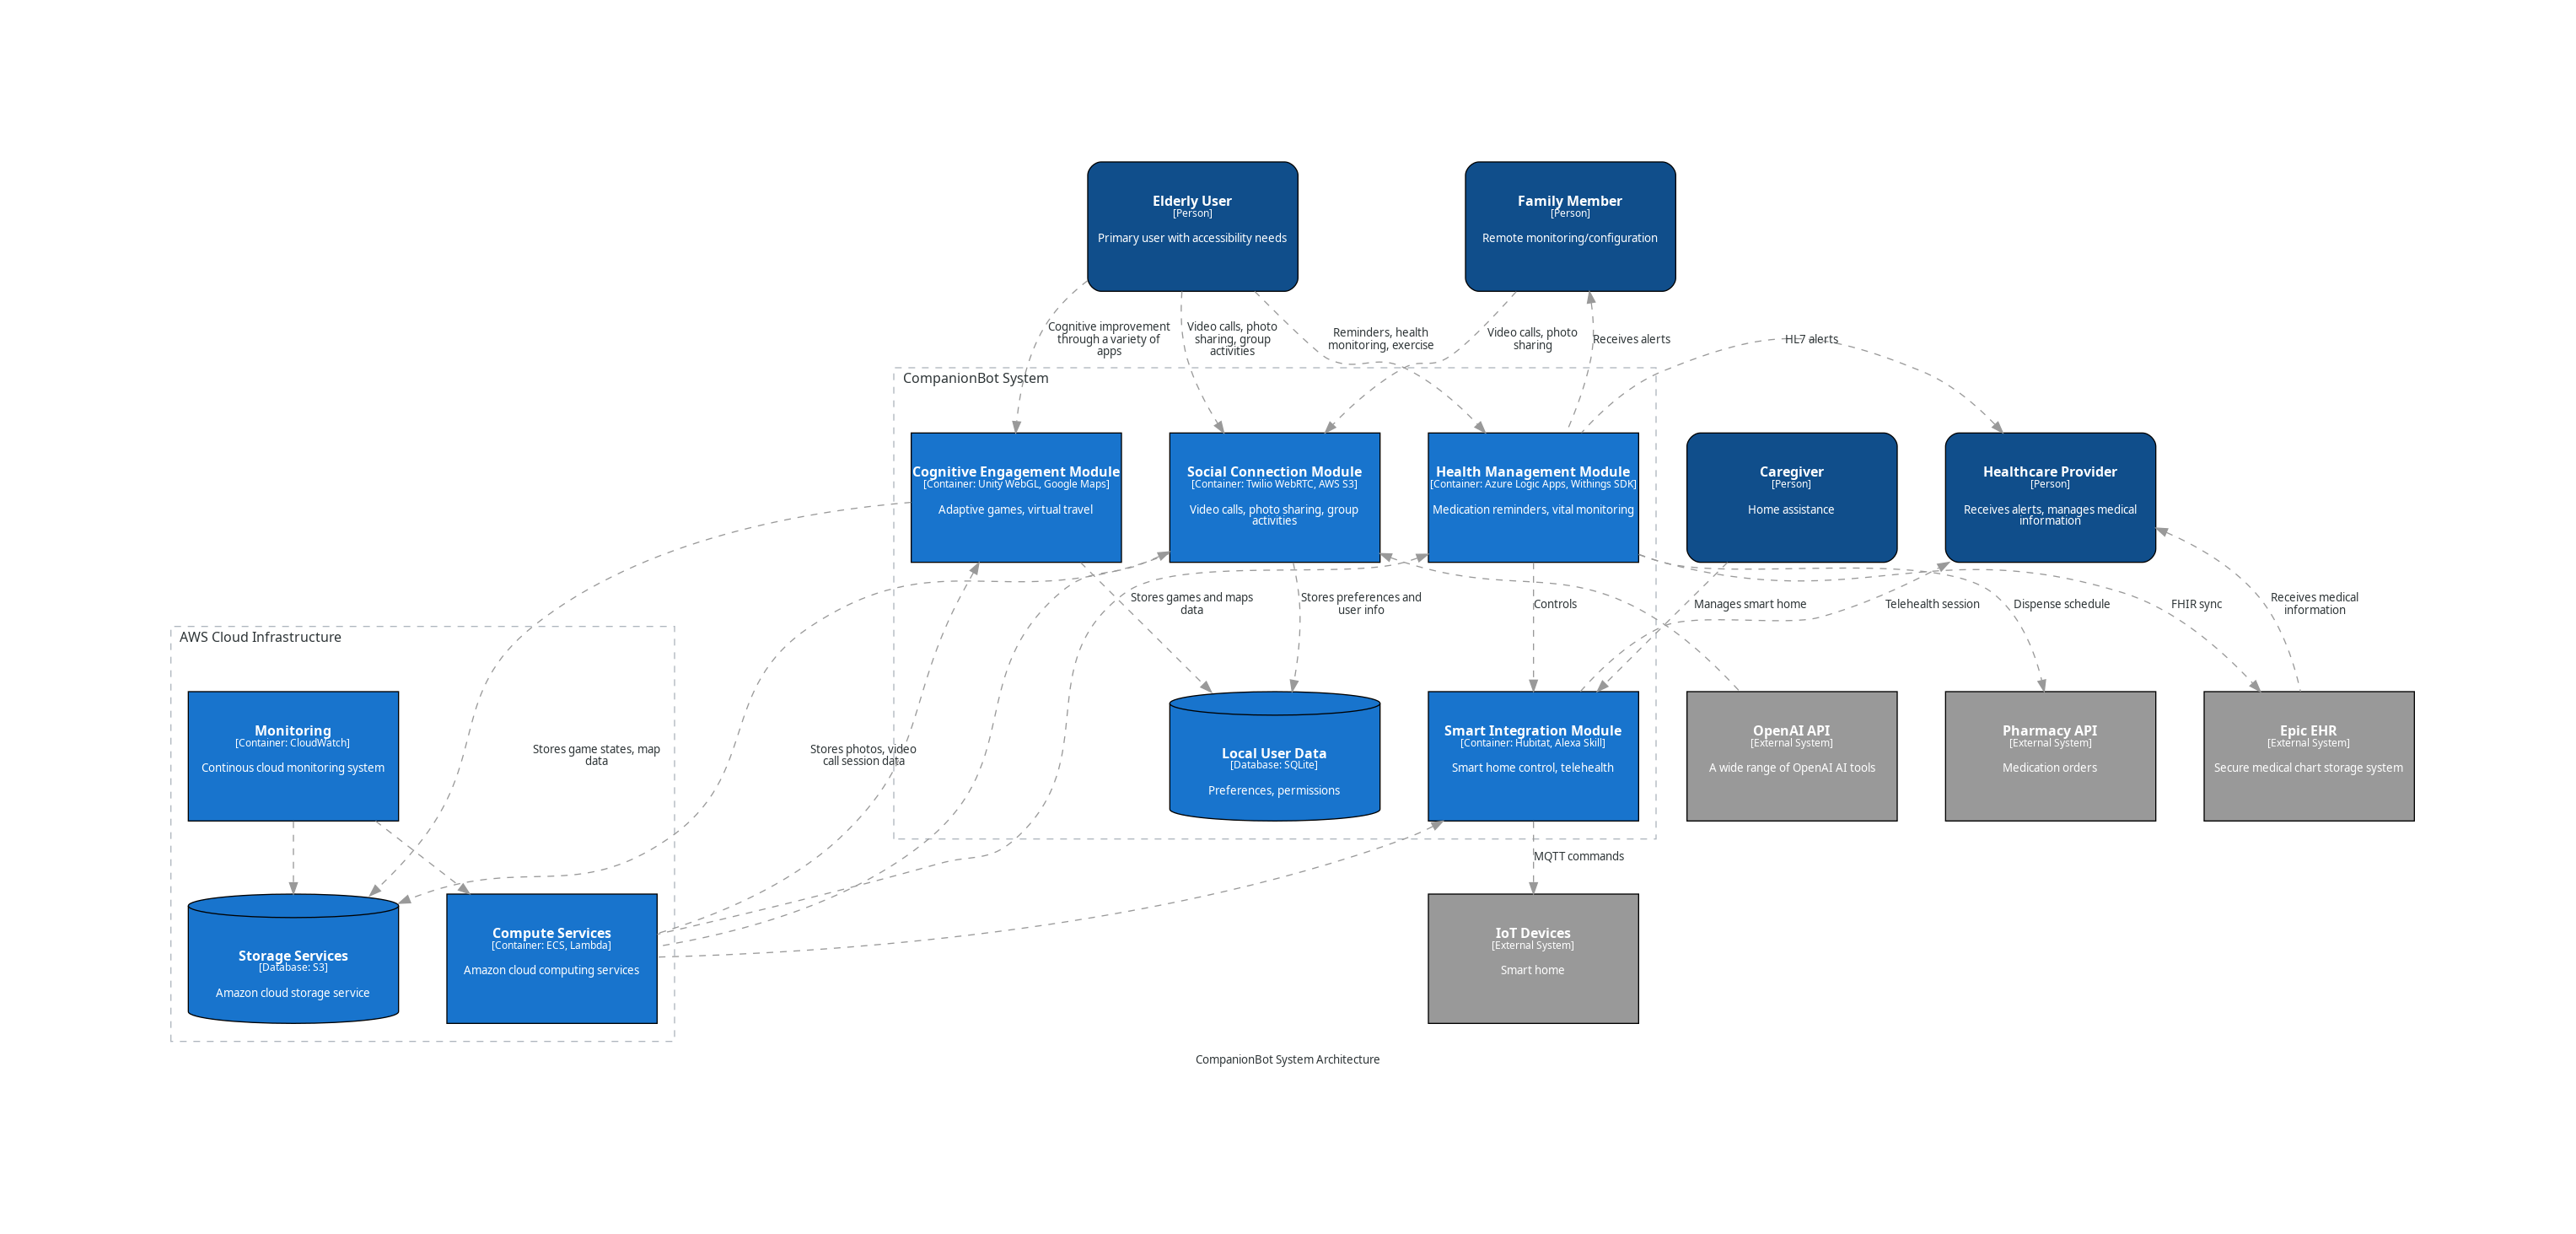 Elderly User
[Person]
Primary user with accessibility needs
Family Member
[Person]
Remote monitoring/configuration
Cognitive improvement
through a variety of
apps
Video calls, photo
sharing, group
activities
Reminders, health
monitoring, exercise
Video calls, photo
sharing
Receives alerts
HL7 alerts
CompanionBot System
Cognitive Engagement Module
[Container: Unity WebGL, Google Maps]
Adaptive games, virtual travel
Social Connection Module
[Container: Twilio WebRTC, AWS S3]
Video calls, photo sharing, group
activities
Health Management Module
[Container: Azure Logic Apps, Withings SDK]
Medication reminders, vital monitoring
Caregiver
[Person]
Home assistance
Healthcare Provider
[Person]
Receives alerts, manages medical
information
Stores games and maps
data
Stores preferences and
user info
Controls
Manages smart home
Telehealth session
Dispense schedule
FHIR sync
Receives medical
information
AWS Cloud Infrastructure
Monitoring
[Container: CloudWatch]
Continous cloud monitoring system
Stores game states, map
data
Stores photos, video
call session data
Local User Data
[Database: SQLite]
Preferences, permissions
Smart Integration Module
[Container: Hubitat, Alexa Skill]
Smart home control, telehealth
OpenAI API
[External System]
A wide range of OpenAI AI tools
Pharmacy API
[External System]
Medication orders
Epic EHR
[External System]
Secure medical chart storage system
MQTT commands
Storage Services
[Database: S3]
Amazon cloud storage service
Compute Services
[Container: ECS, Lambda]
Amazon cloud computing services
IoT Devices
[External System]
Smart home
CompanionBot System Architecture